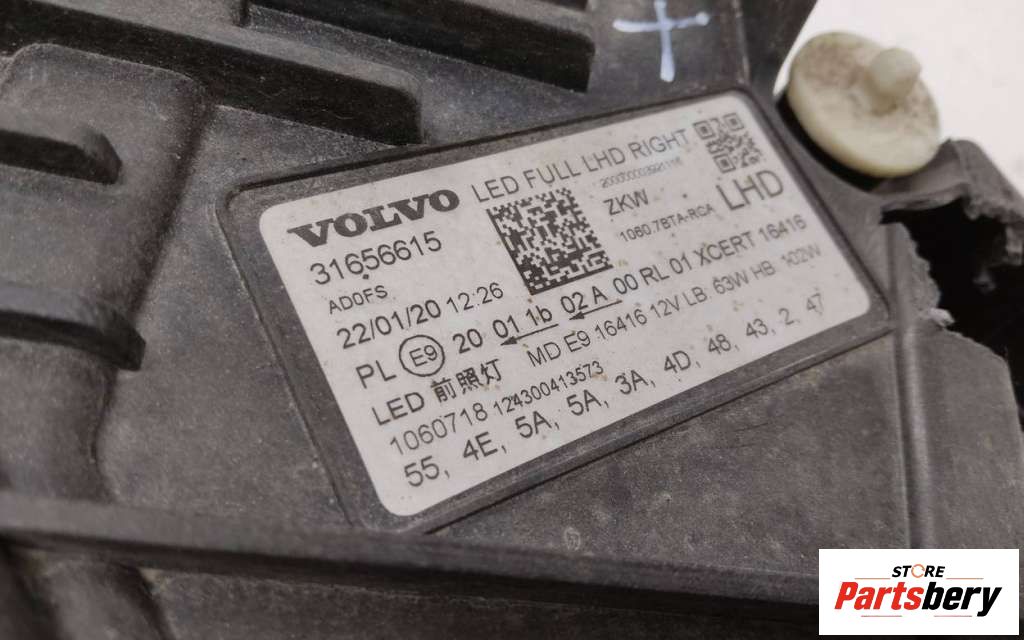 VOLVO LED FULL LHD RIGHT
31656615
ZKW
AD0FS
1060.7BTA-RCA
LHD
22/01/20 12:26
PL E9 20 01 1b 02 A 00 RL 01 XCERT 16416
LED 前照灯 MD E9 16416 12V LB: 63W HB: 102W
1060718 124300413573
55, 4E, 5A, 5A, 3A, 4D, 48, 43, 2, 47
STORE
Partsbery